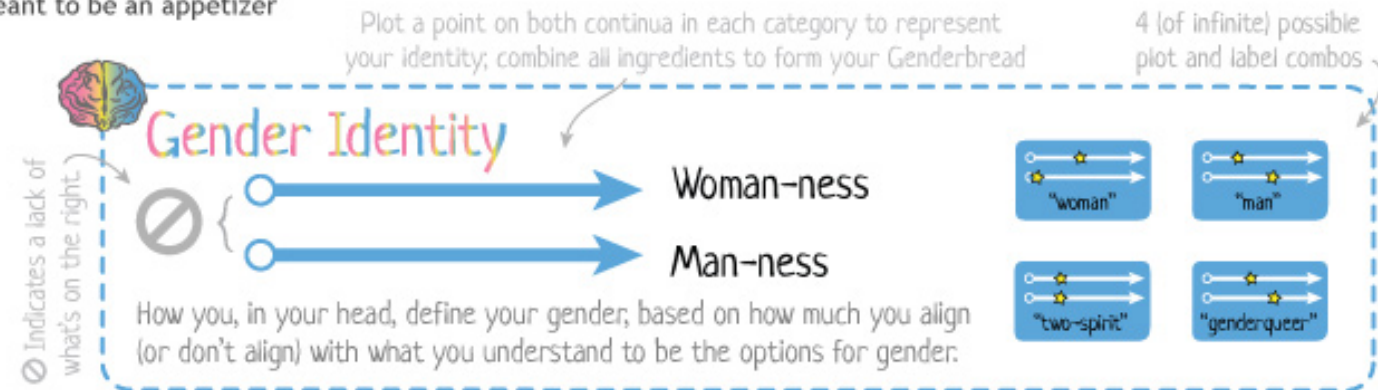 eant to be an appetizer
Plot a point on both continua in each category to represent
your identity; combine all ingredients to form your Genderbread
4 (of infinite) possible
plot and label combos
Gender Identity
⃠ Indicates a lack of
what's on the right.
Woman-ness
Man-ness
How you, in your head, define your gender, based on how much you align
(or don't align) with what you understand to be the options for gender.
"woman"
"man"
"two-spirit"
"genderqueer"